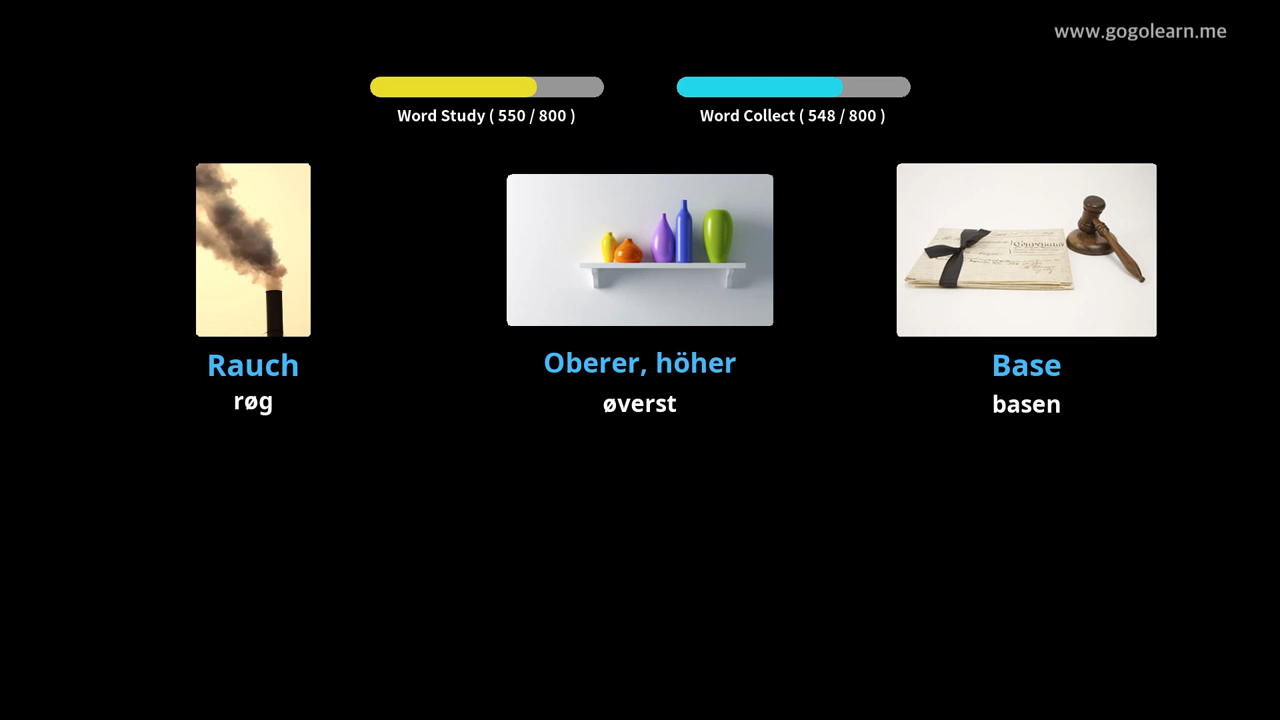 www.gogolearn.me
Word Study ( 550 / 800 )
Word Collect ( 548 / 800 )
Rauch
røg
Oberer, höher
øverst
Base
basen